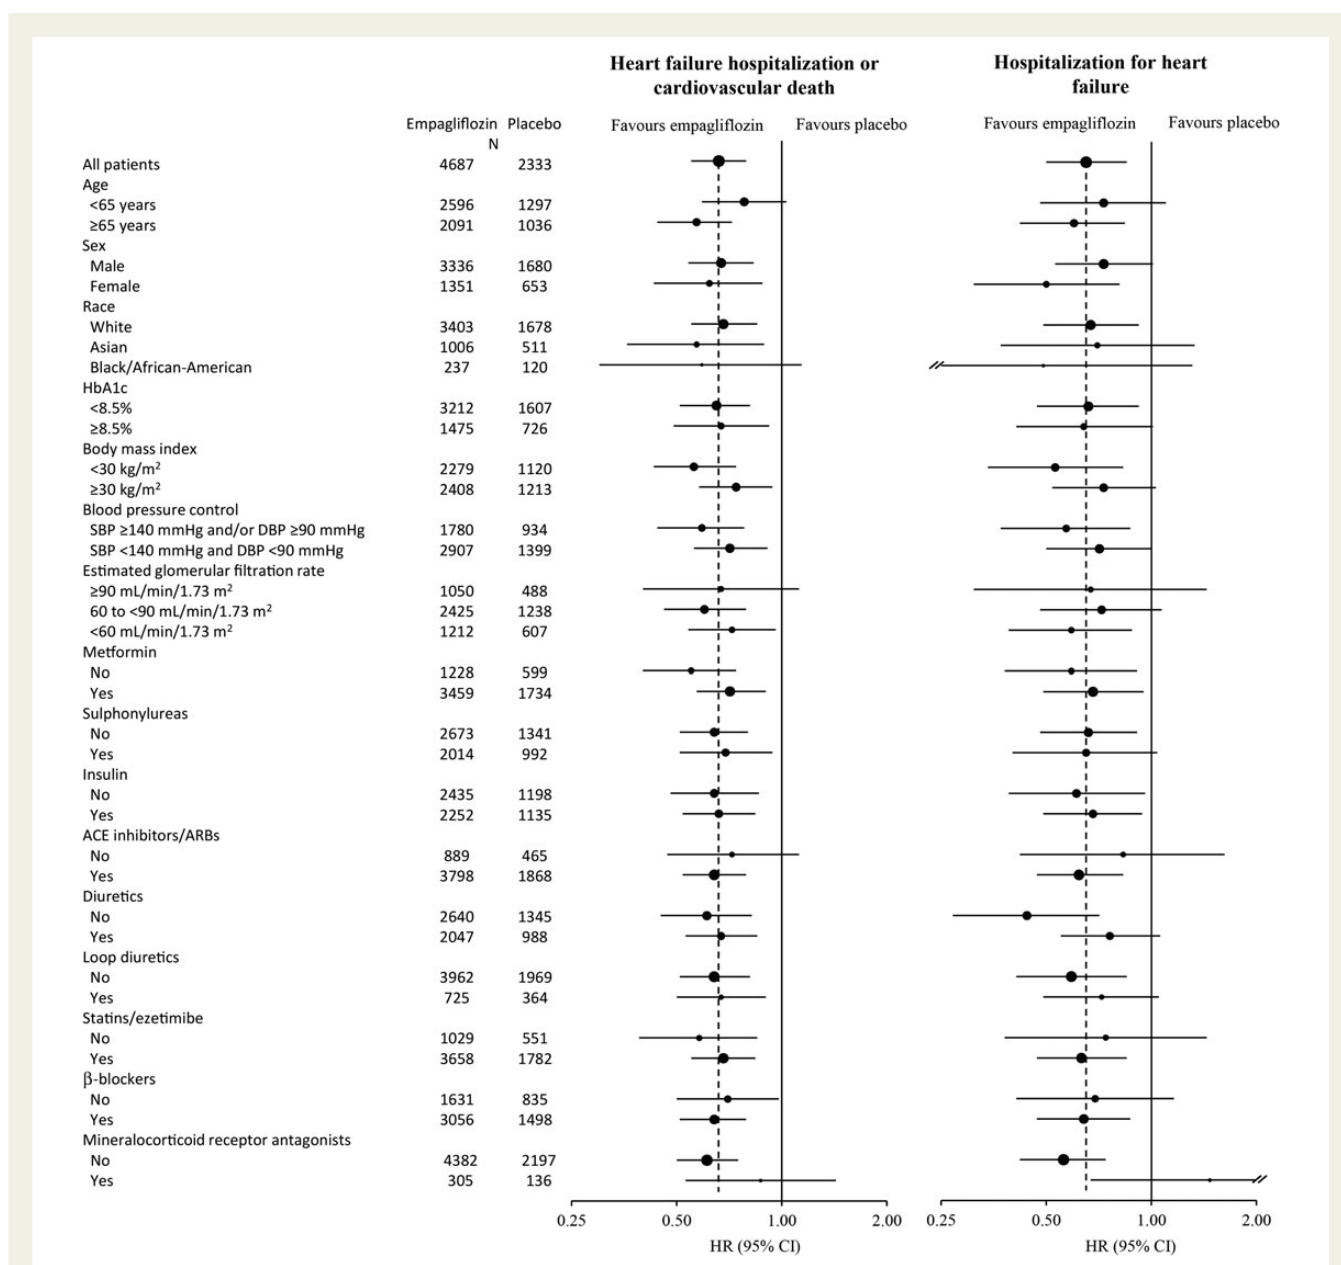 Heart failure hospitalization or cardiovascular death
Hospitalization for heart failure
Empagliflozin Placebo
N
Favours empagliflozin Favours placebo
Favours empagliflozin Favours placebo
All patients 4687 2333
Age
<65 years 2596 1297
≥65 years 2091 1036
Sex
Male 3336 1680
Female 1351 653
Race
White 3403 1678
Asian 1006 511
Black/African-American 237 120
HbA1c
<8.5% 3212 1607
≥8.5% 1475 726
Body mass index
<30 kg/m² 2279 1120
≥30 kg/m² 2408 1213
Blood pressure control
SBP ≥140 mmHg and/or DBP ≥90 mmHg 1780 934
SBP <140 mmHg and DBP <90 mmHg 2907 1399
Estimated glomerular filtration rate
≥90 mL/min/1.73 m² 1050 488
60 to <90 mL/min/1.73 m² 2425 1238
<60 mL/min/1.73 m² 1212 607
Metformin
No 1228 599
Yes 3459 1734
Sulphonylureas
No 2673 1341
Yes 2014 992
Insulin
No 2435 1198
Yes 2252 1135
ACE inhibitors/ARBs
No 889 465
Yes 3798 1868
Diuretics
No 2640 1345
Yes 2047 988
Loop diuretics
No 3962 1969
Yes 725 364
Statins/ezetimibe
No 1029 551
Yes 3658 1782
β-blockers
No 1631 835
Yes 3056 1498
Mineralocorticoid receptor antagonists
No 4382 2197
Yes 305 136
0.25 0.50 1.00 2.00
HR (95% CI)
0.25 0.50 1.00 2.00
HR (95% CI)